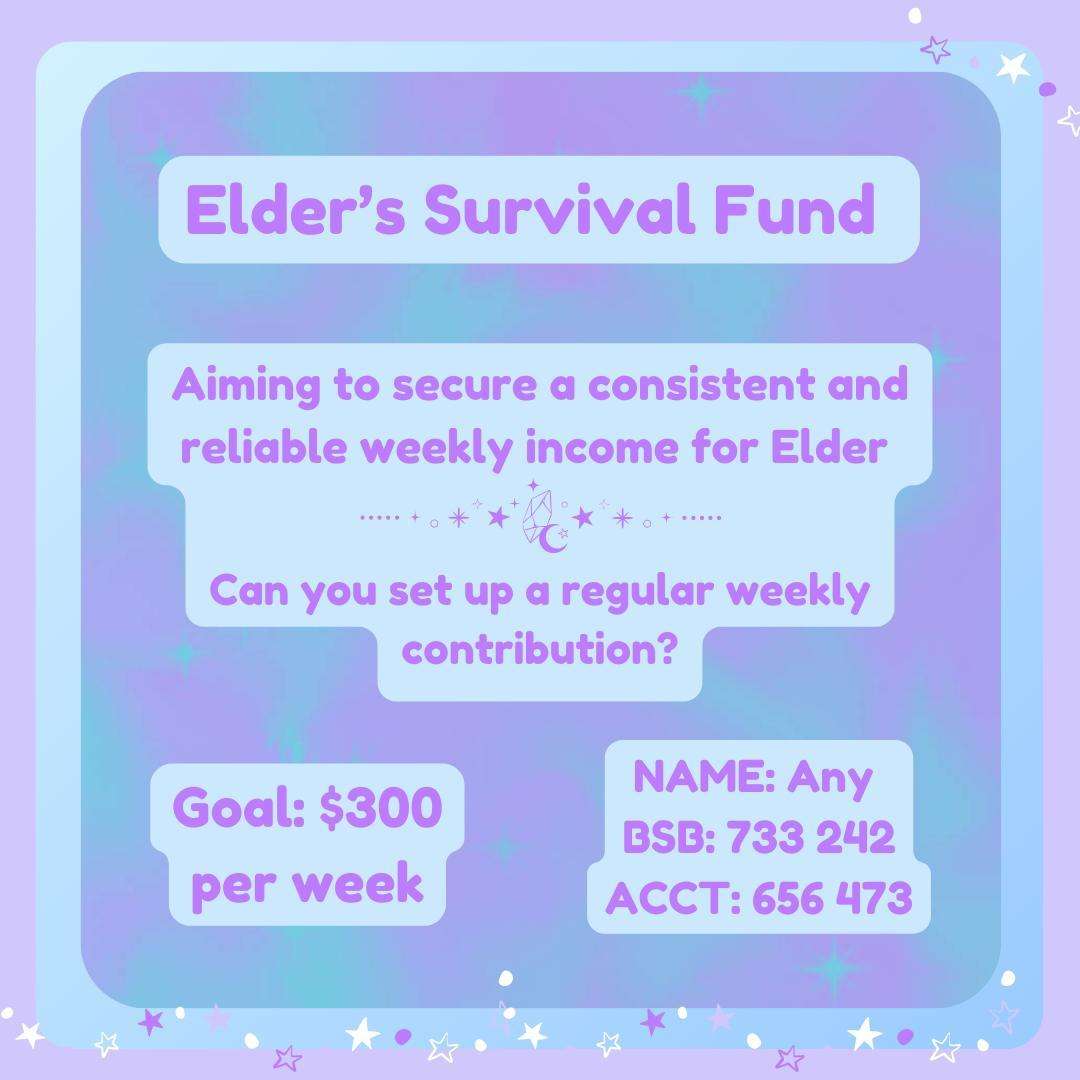 Elder's Survival Fund
Aiming to secure a consistent and
reliable weekly income for Elder
Can you set up a regular weekly
contribution?
Goal: $300
per week
NAME: Any
BSB: 733 242
ACCT: 656 473